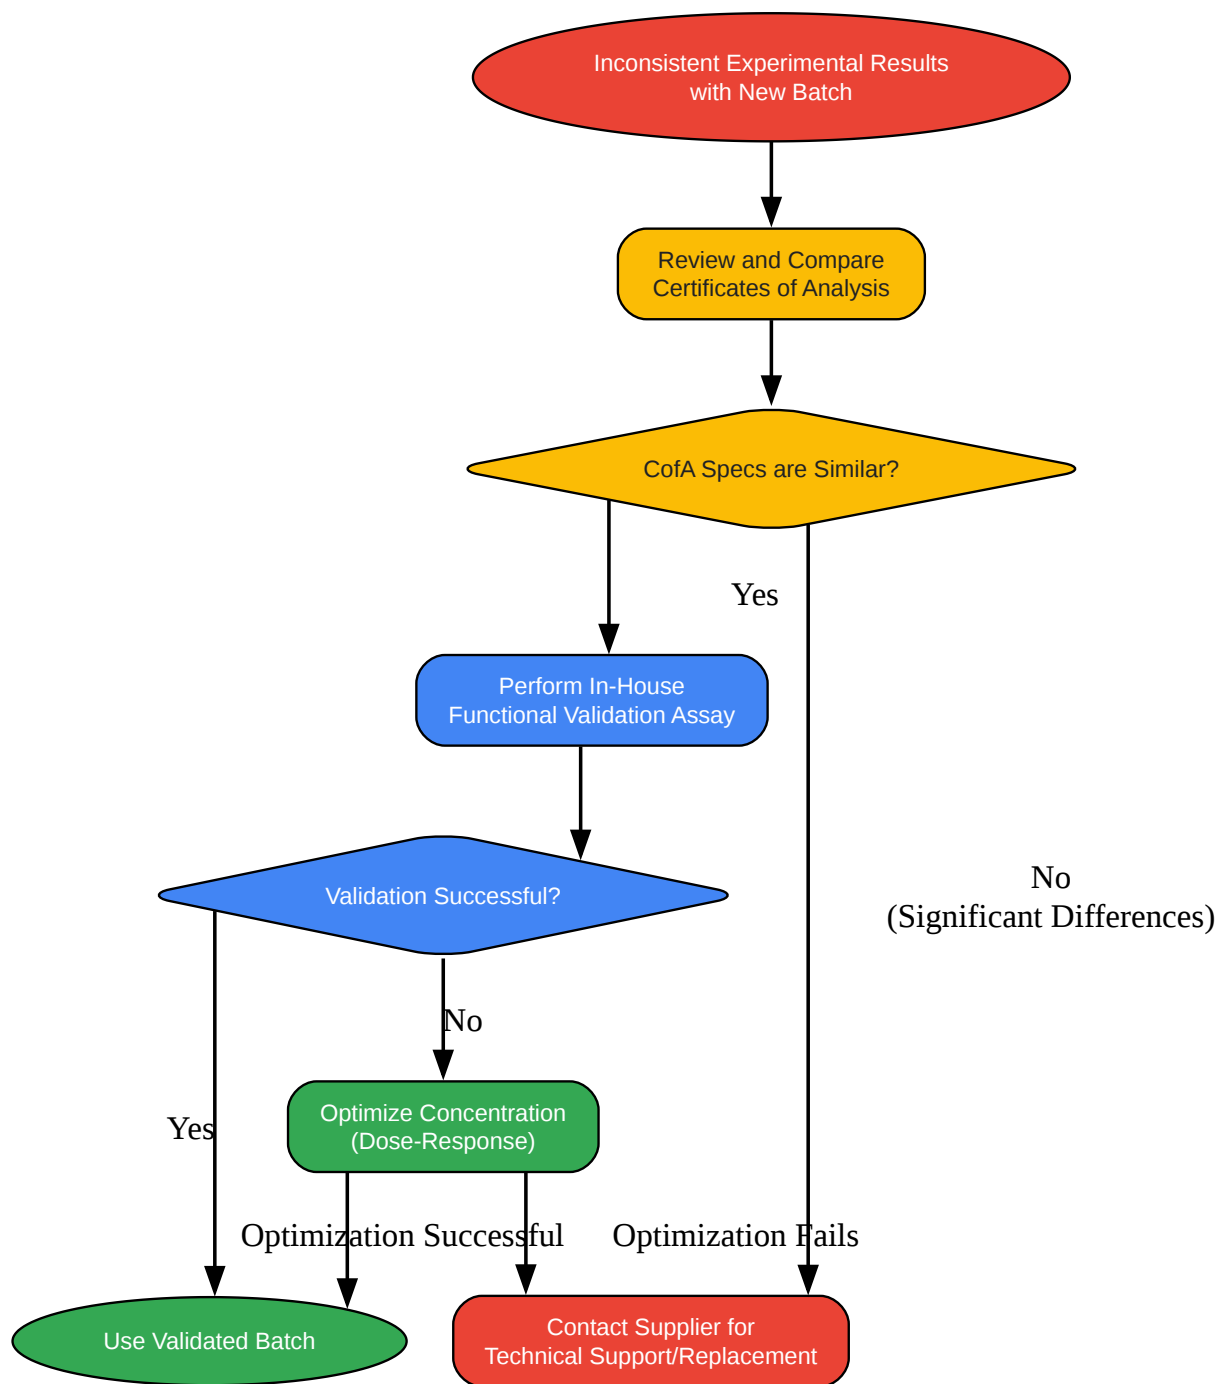 Inconsistent Experimental Results
with New Batch
Review and Compare
Certificates of Analysis
CofA Specs are Similar?
Yes
Perform In-House
Functional Validation Assay
No
(Significant Differences)
Validation Successful?
No
Optimize Concentration
(Dose-Response)
Yes
Optimization Successful
Optimization Fails
Use Validated Batch
Contact Supplier for
Technical Support/Replacement